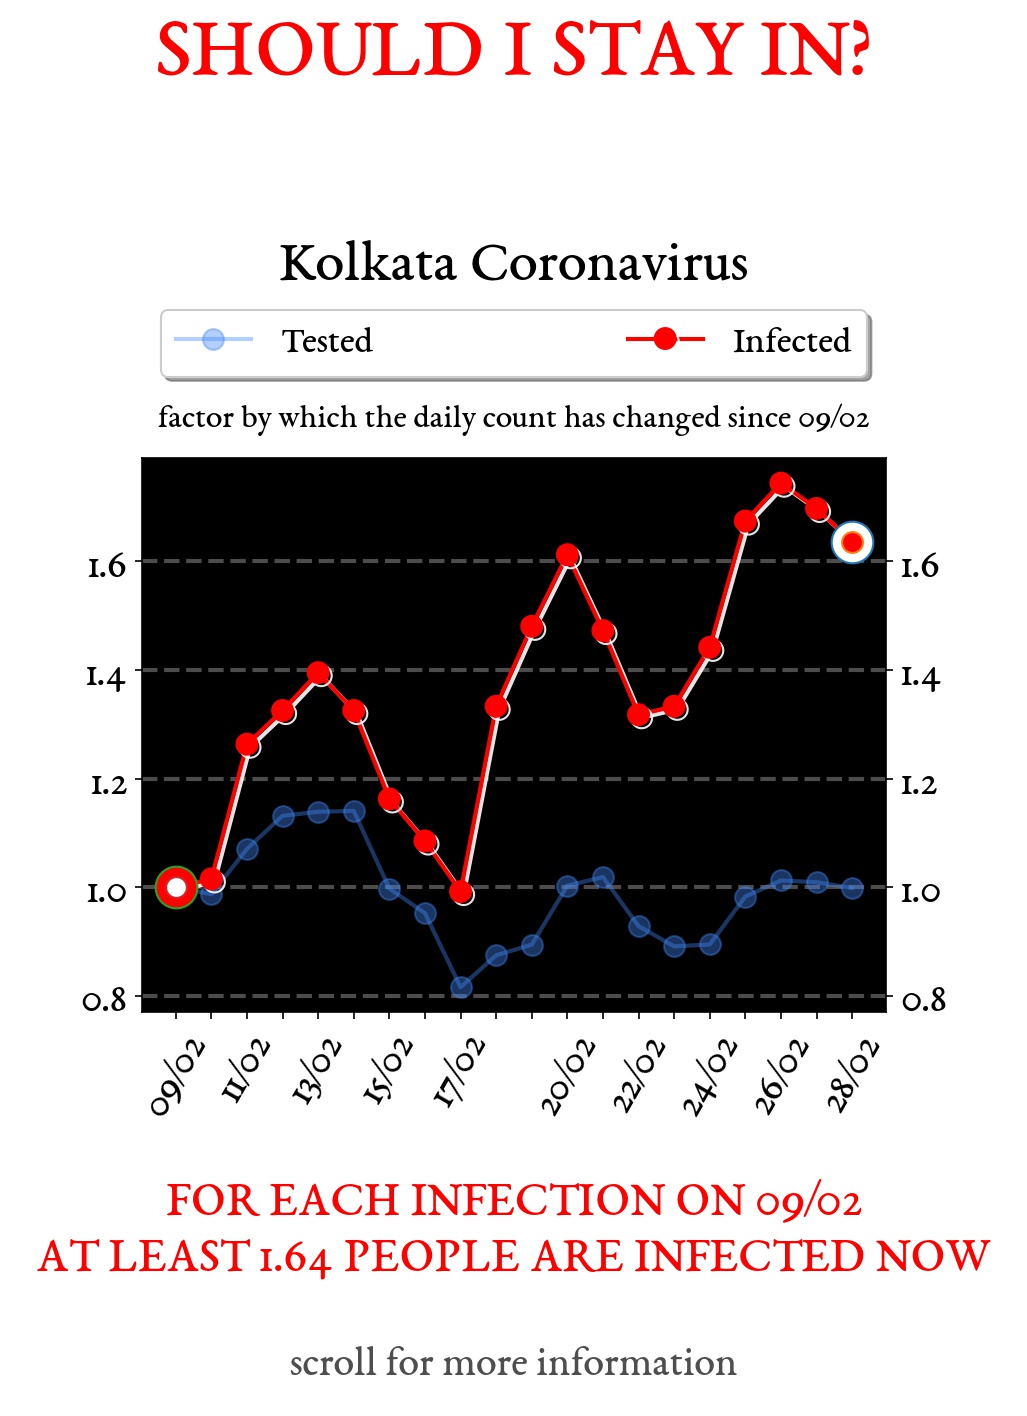 SHOULD I STAY IN?
Kolkata Coronavirus
Tested Infected
factor by which the daily count has changed since 09/02
1.6 1.6
1.4 1.4
1.2 1.2
1.0 1.0
0.8 0.8
09/02 11/02 13/02 15/02 17/02 20/02 22/02 24/02 26/02 28/02
FOR EACH INFECTION ON 09/02
AT LEAST 1.64 PEOPLE ARE INFECTED NOW
scroll for more information